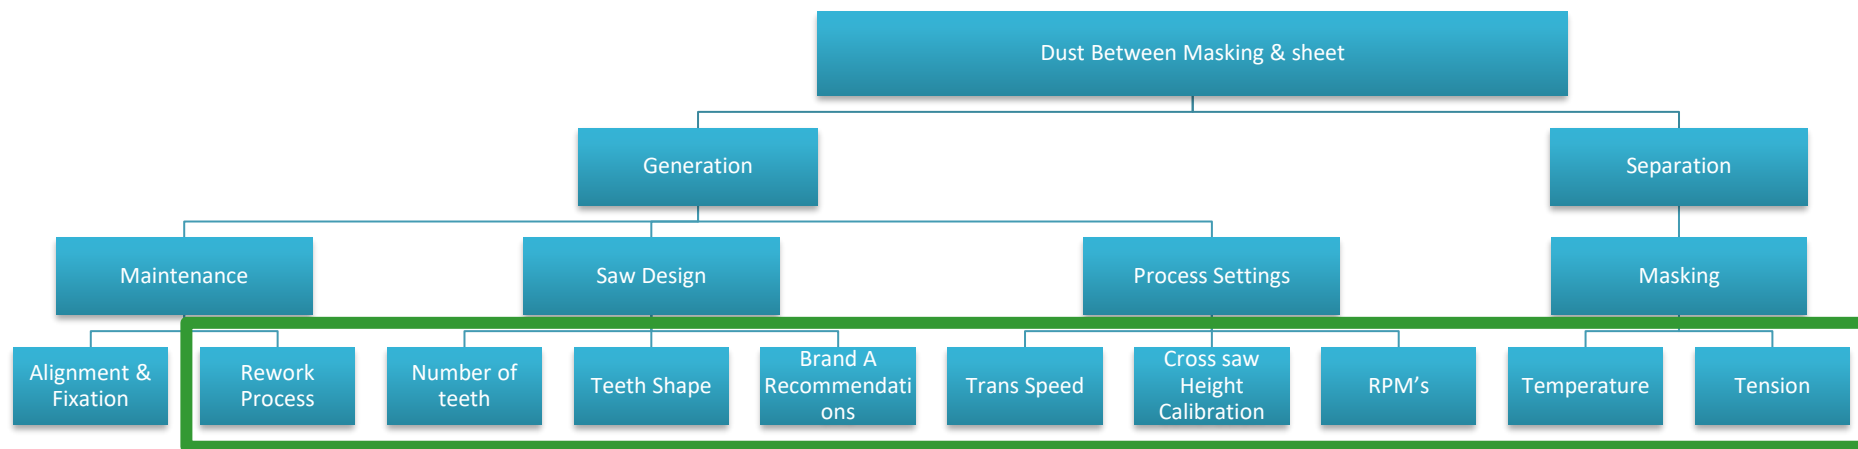 Dust Between Masking & sheet
Generation
Separation
Maintenance
Saw Design
Process Settings
Masking
Alignment &
Fixation
Rework
Process
Number of
teeth
Teeth Shape
Brand A
Recommendati
ons
Trans Speed
Cross saw
Height
Calibration
RPM’s
Temperature
Tension